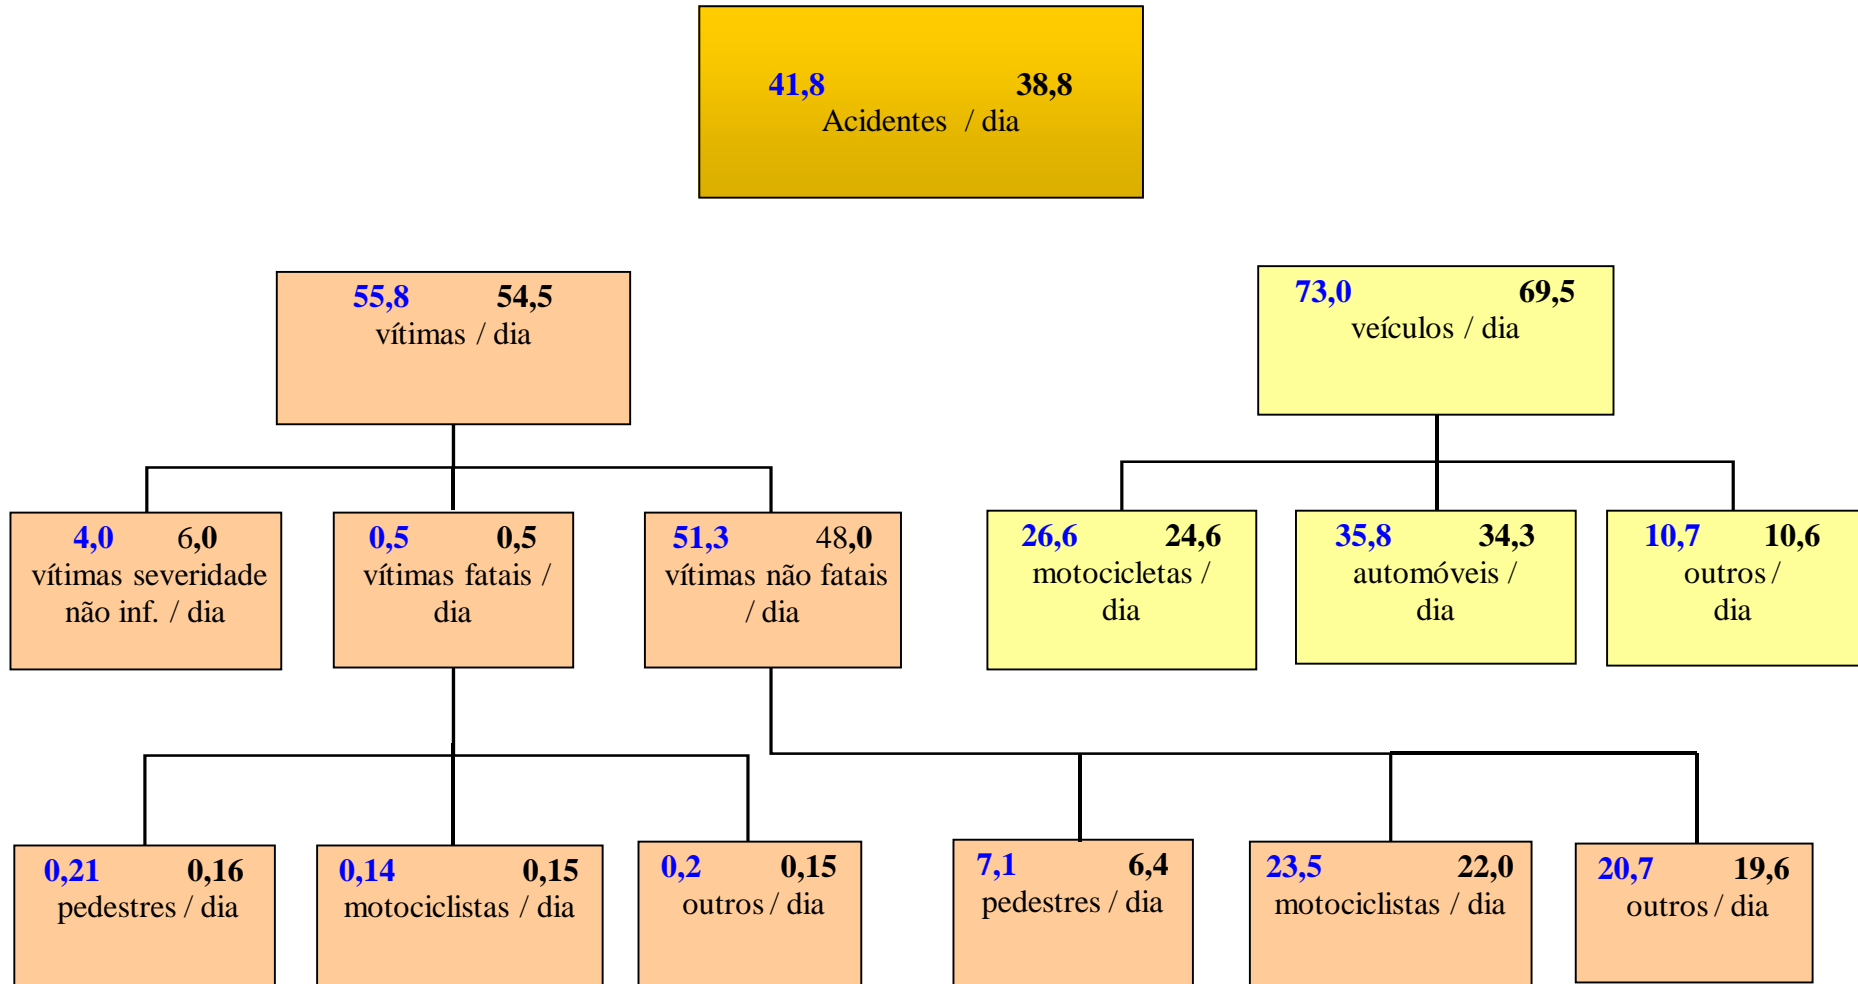 41,8 38,8
Acidentes / dia
55,8 54,5
vítimas / dia
73,0 69,5
veículos / dia
4,0 6,0
vítimas severidade
não inf. / dia
0,5 0,5
vítimas fatais /
dia
51,3 48,0
vítimas não fatais
/ dia
26,6 24,6
motocicletas /
dia
35,8 34,3
automóveis /
dia
10,7 10,6
outros /
dia
0,21 0,16
pedestres / dia
0,14 0,15
motociclistas / dia
0,2 0,15
outros / dia
7,1 6,4
pedestres / dia
23,5 22,0
motociclistas / dia
20,7 19,6
outros / dia